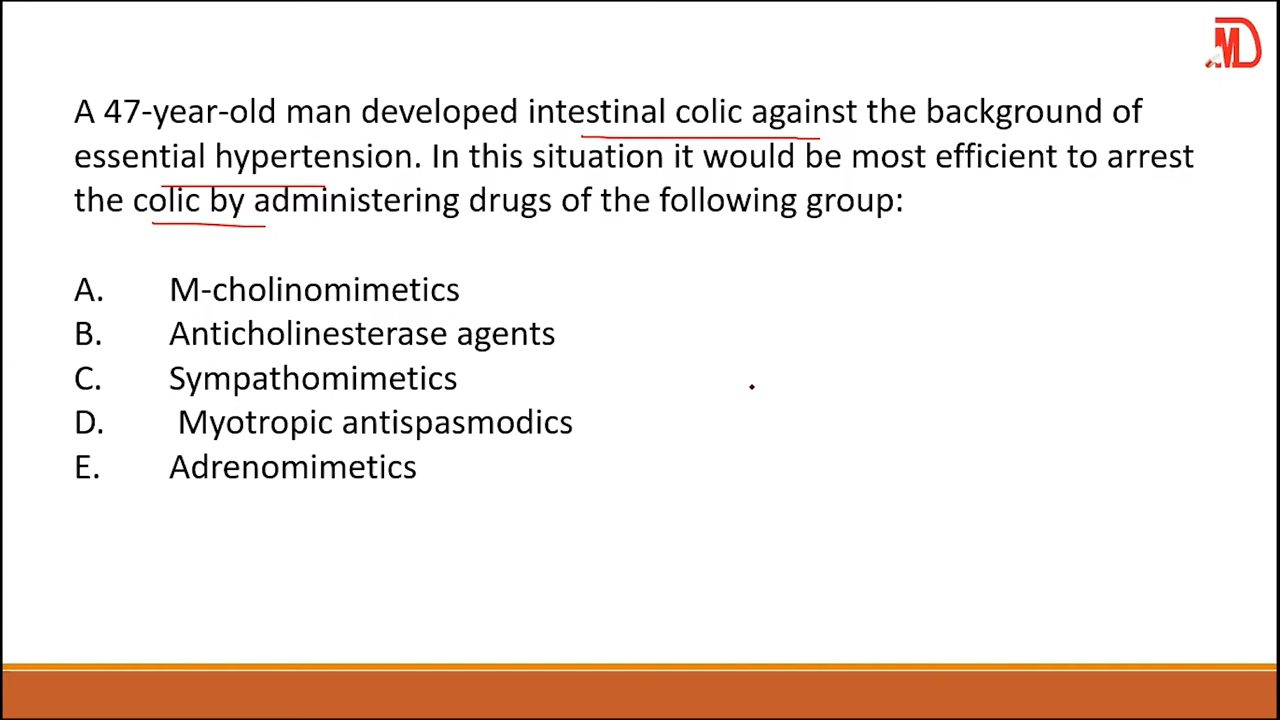 MD
A 47-year-old man developed intestinal colic against the background of
essential hypertension. In this situation it would be most efficient to arrest
the colic by administering drugs of the following group:
A. M-cholinomimetics
B. Anticholinesterase agents
C. Sympathomimetics
D. Myotropic antispasmodics
E. Adrenomimetics